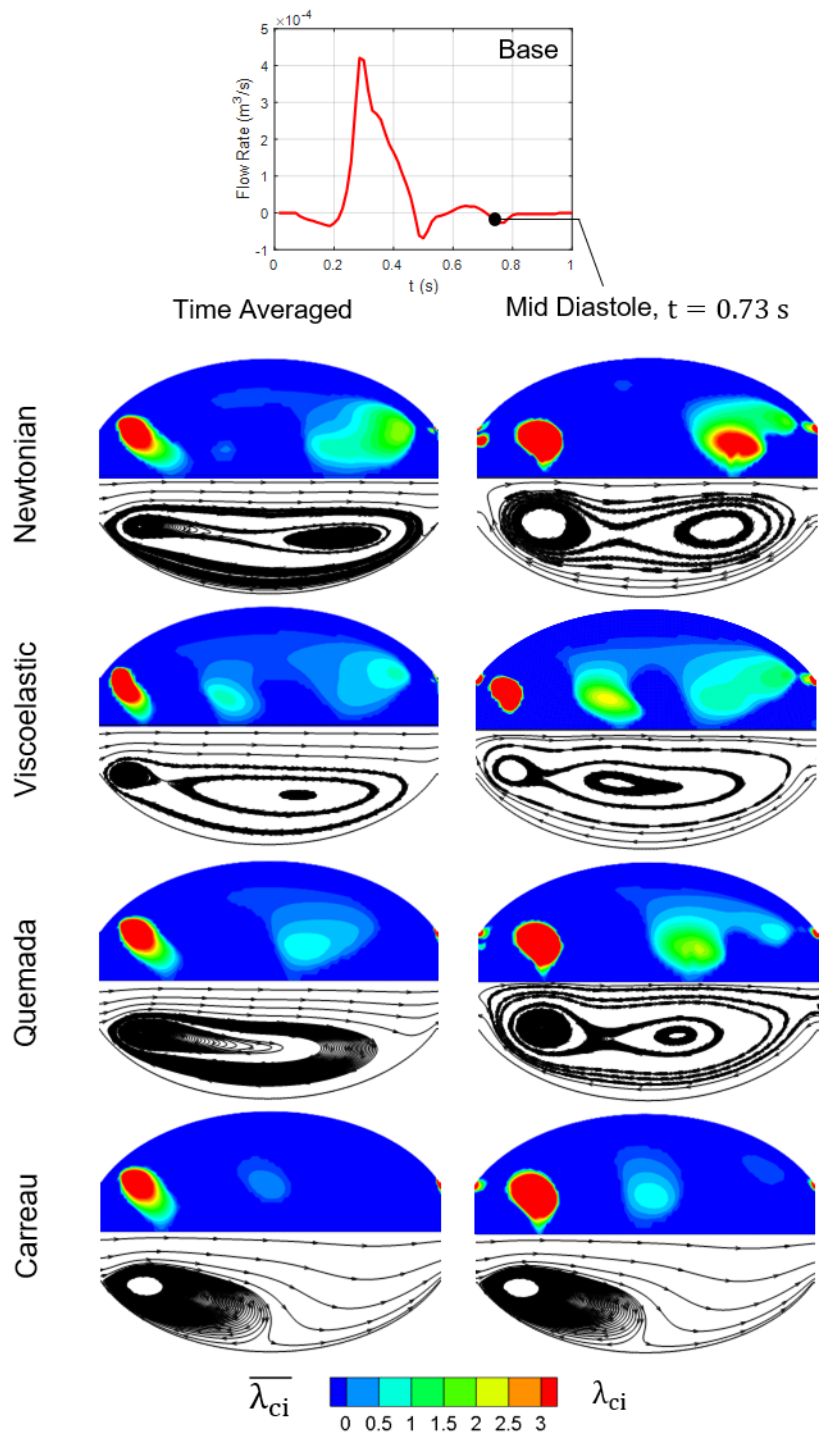 ×10⁻⁴
Base
5
4
3
2
1
0
-1
Flow Rate (m³/s)
0 0.2 0.4 0.6 0.8 1
t (s)
Time Averaged
Mid Diastole, t = 0.73 s
Newtonian
Viscoelastic
Quemada
Carreau
λ̅ci λci
0 0.5 1 1.5 2 2.5 3